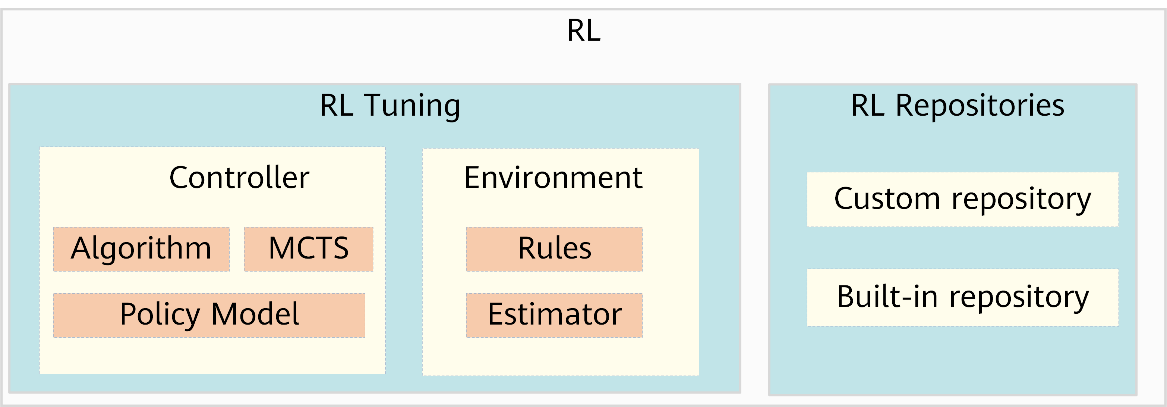 RL
RL Tuning
Controller
Algorithm
MCTS
Policy Model
Environment
Rules
Estimator
RL Repositories
Custom repository
Built-in repository